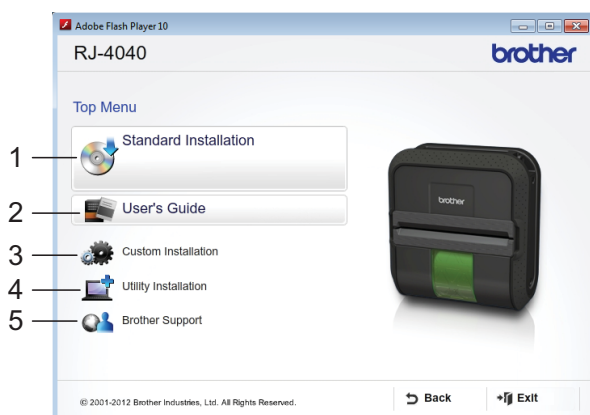 Adobe Flash Player 10
RJ-4040
brother
Top Menu
1
Standard Installation
2
User's Guide
3
Custom Installation
4
Utility Installation
5
Brother Support
brother
© 2001-2012 Brother Industries, Ltd. All Rights Reserved.
Back
Exit